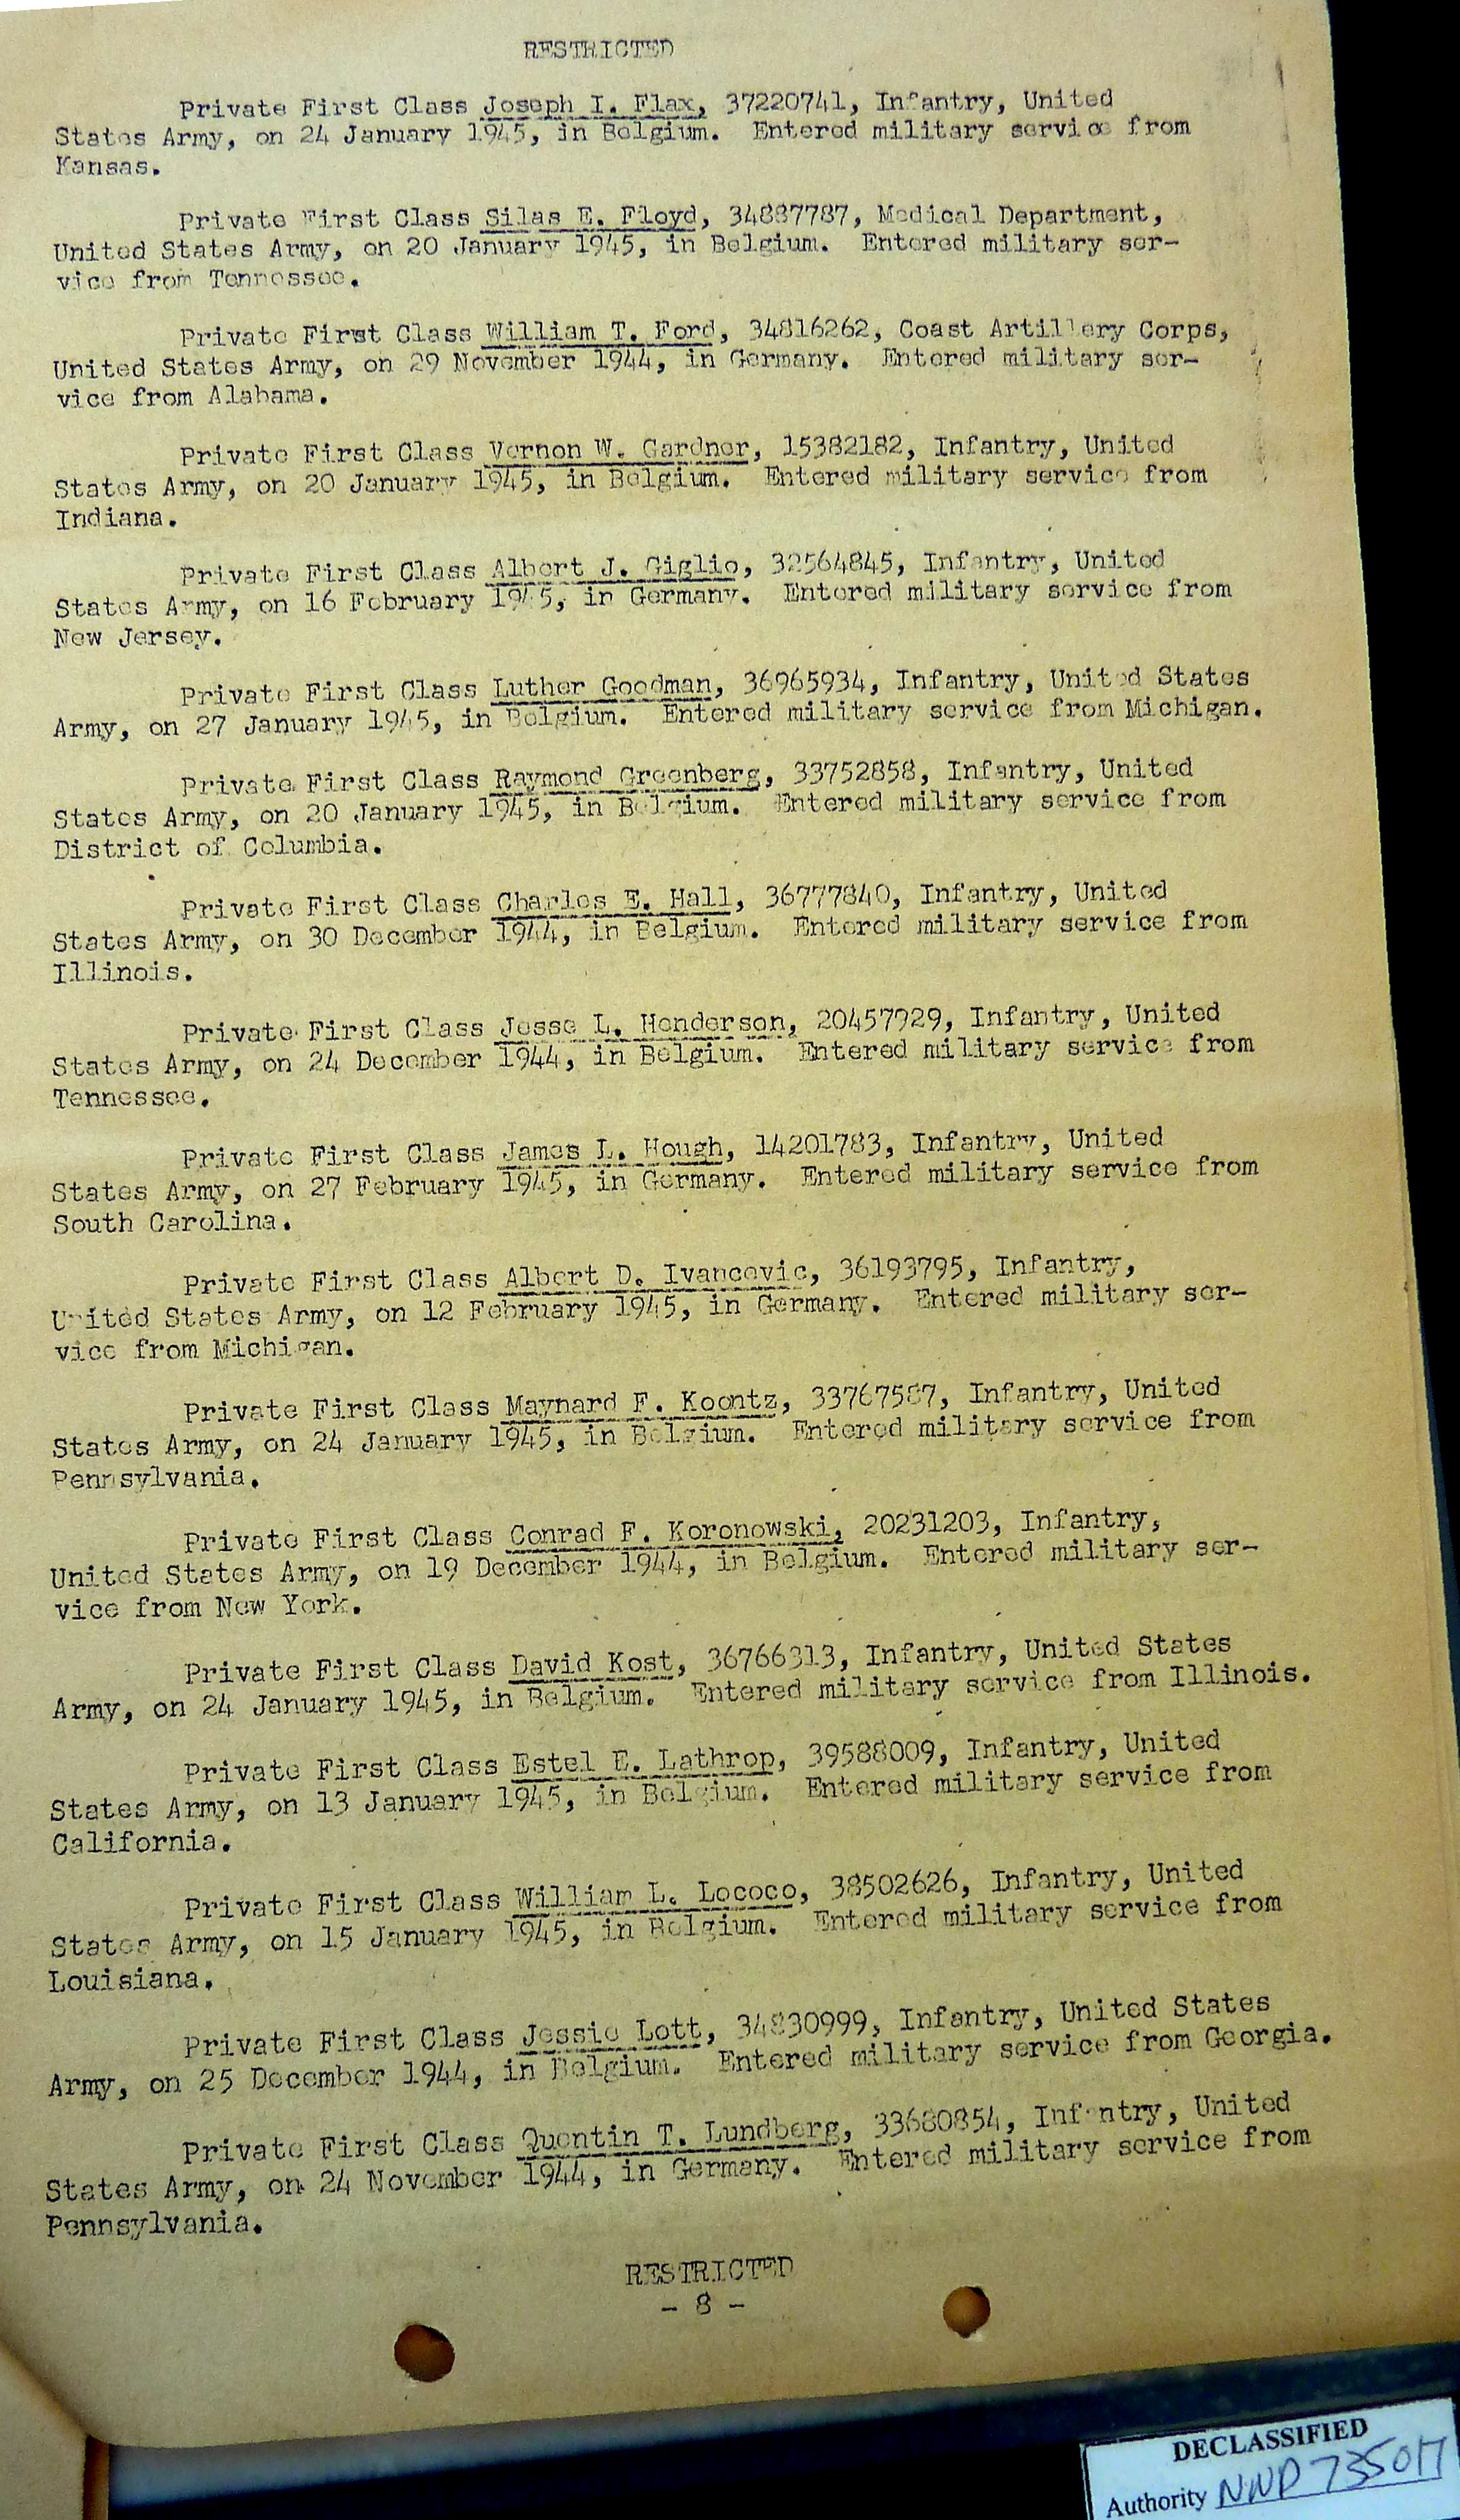 RESTRICTED
Private First Class Joseph I. Flax, 37220741, Infantry, United
States Army, on 24 January 1945, in Belgium. Entered military service from
Kansas.
Private First Class Silas E. Floyd, 34887787, Medical Department,
United States Army, on 20 January 1945, in Belgium. Entered military ser-
vice from Tennessee.
Private First Class William T. Ford, 34816262, Coast Artillery Corps,
United States Army, on 29 November 1944, in Germany. Entered military ser-
vice from Alabama.
Private First Class Vernon W. Gardner, 15382182, Infantry, United
States Army, on 20 January 1945, in Belgium. Entered military service from
Indiana.
Private First Class Albert J. Giglio, 32564845, Infantry, United
States Army, on 16 February 1945, in Germany. Entered military service from
New Jersey.
Private First Class Luther Goodman, 36965934, Infantry, United States
Army, on 27 January 1945, in Belgium. Entered military service from Michigan.
Private First Class Raymond Greenberg, 33752858, Infantry, United
States Army, on 20 January 1945, in Belgium. Entered military service from
District of Columbia.
Private First Class Charles E. Hall, 36777840, Infantry, United
States Army, on 30 December 1944, in Belgium. Entered military service from
Illinois.
Private First Class Jesse L. Henderson, 20457929, Infantry, United
States Army, on 24 December 1944, in Belgium. Entered military service from
Tennessee.
Private First Class James L. Hough, 14201783, Infantry, United
States Army, on 27 February 1945, in Germany. Entered military service from
South Carolina.
Private First Class Albert D. Ivancevic, 36193795, Infantry,
United States Army, on 12 February 1945, in Germany. Entered military ser-
vice from Michigan.
Private First Class Maynard F. Koontz, 33767587, Infantry, United
States Army, on 24 January 1945, in Belgium. Entered military service from
Pennsylvania.
Private First Class Conrad F. Koronowski, 20231203, Infantry,
United States Army, on 19 December 1944, in Belgium. Entered military ser-
vice from New York.
Private First Class David Kost, 36766313, Infantry, United States
Army, on 24 January 1945, in Belgium. Entered military service from Illinois.
Private First Class Estel E. Lathrop, 39588009, Infantry, United
States Army, on 13 January 1945, in Belgium. Entered military service from
California.
Private First Class William L. Lococo, 38502626, Infantry, United
States Army, on 15 January 1945, in Belgium. Entered military service from
Louisiana.
Private First Class Jessie Lott, 34830999, Infantry, United States
Army, on 25 December 1944, in Belgium. Entered military service from Georgia.
Private First Class Quentin T. Lundberg, 33680854, Infantry, United
States Army, on 24 November 1944, in Germany. Entered military service from
Pennsylvania.
RESTRICTED
- 8 -
DECLASSIFIED
Authority NND 735017